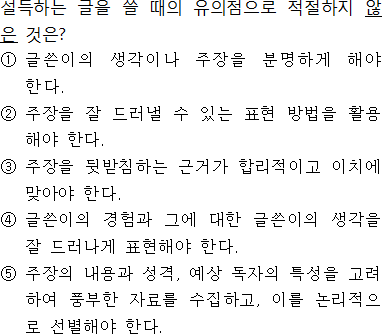 설득하는 글을 쓸 때의 유의점으로 적절하지 않
은 것은?
① 글쓴이의 생각이나 주장을 분명하게 해야
한다.
② 주장을 잘 드러낼 수 있는 표현 방법을 활용
해야 한다.
③ 주장을 뒷받침하는 근거가 합리적이고 이치에
맞아야 한다.
④ 글쓴이의 경험과 그에 대한 글쓴이의 생각을
잘 드러나게 표현해야 한다.
⑤ 주장의 내용과 성격, 예상 독자의 특성을 고려
하여 풍부한 자료를 수집하고, 이를 논리적으
로 선별해야 한다.